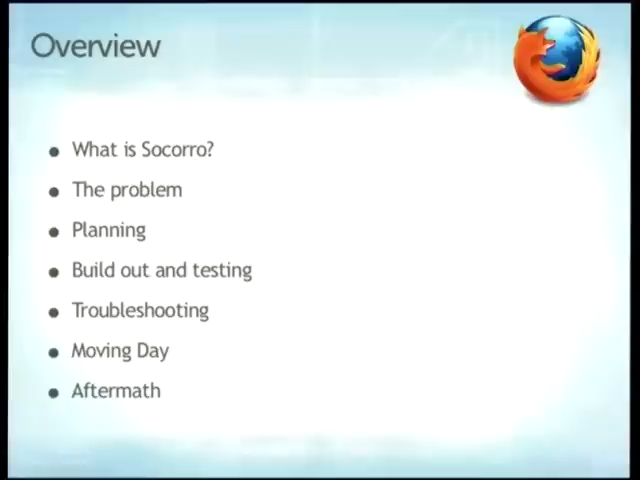 Overview
What is Socorro?
The problem
Planning
Build out and testing
Troubleshooting
Moving Day
Aftermath